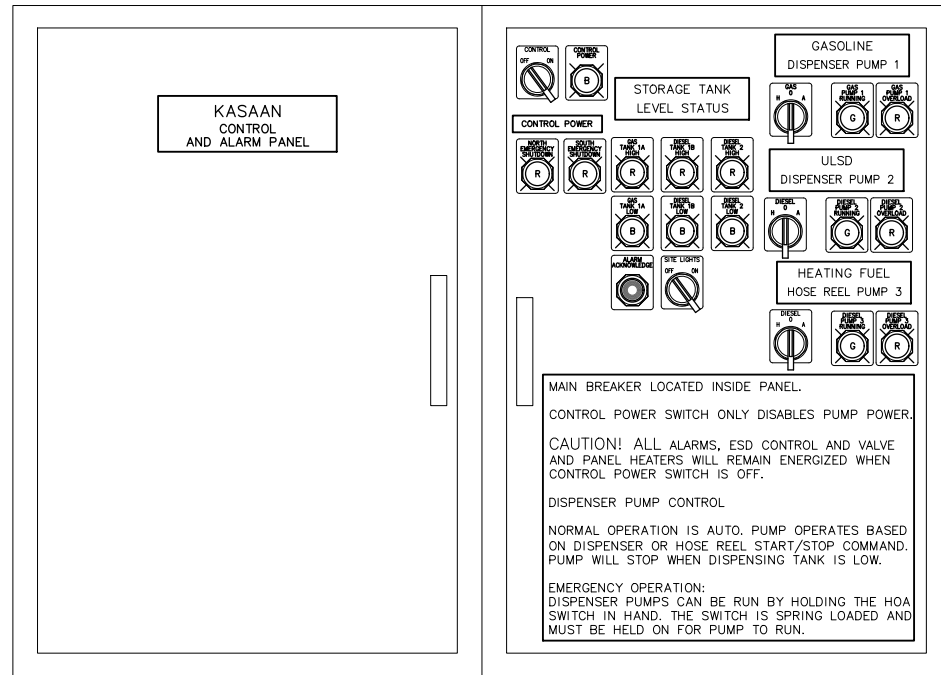 KASAAN
CONTROL
AND ALARM PANEL
CONTROL
OFF ON
CONTROL
POWER
B
GASOLINE
DISPENSER PUMP 1
STORAGE TANK
LEVEL STATUS
GAS
O
H A
GAS
PUMP 1
RUNNING
G
GAS
PUMP 1
OVERLOAD
R
CONTROL POWER
NORTH
EMERGENCY
SHUTDOWN
R
SOUTH
EMERGENCY
SHUTDOWN
R
GAS
TANK 1A
HIGH
R
DIESEL
TANK 1B
HIGH
R
DIESEL
TANK 2
HIGH
R
ULSD
DISPENSER PUMP 2
GAS
TANK 1A
LOW
B
DIESEL
TANK 1B
LOW
B
DIESEL
TANK 2
LOW
B
DIESEL
O
H A
DIESEL
PUMP 2
RUNNING
G
DIESEL
PUMP 2
OVERLOAD
R
ALARM
ACKNOWLEDGE
SITE LIGHTS
OFF ON
HEATING FUEL
HOSE REEL PUMP 3
DIESEL
O
H A
DIESEL
PUMP 3
RUNNING
G
DIESEL
PUMP 3
OVERLOAD
R
MAIN BREAKER LOCATED INSIDE PANEL.
CONTROL POWER SWITCH ONLY DISABLES PUMP POWER.
CAUTION! ALL ALARMS, ESD CONTROL AND VALVE
AND PANEL HEATERS WILL REMAIN ENERGIZED WHEN
CONTROL POWER SWITCH IS OFF.
DISPENSER PUMP CONTROL
NORMAL OPERATION IS AUTO. PUMP OPERATES BASED
ON DISPENSER OR HOSE REEL START/STOP COMMAND.
PUMP WILL STOP WHEN DISPENSING TANK IS LOW.
EMERGENCY OPERATION:
DISPENSER PUMPS CAN BE RUN BY HOLDING THE HOA
SWITCH IN HAND. THE SWITCH IS SPRING LOADED AND
MUST BE HELD ON FOR PUMP TO RUN.